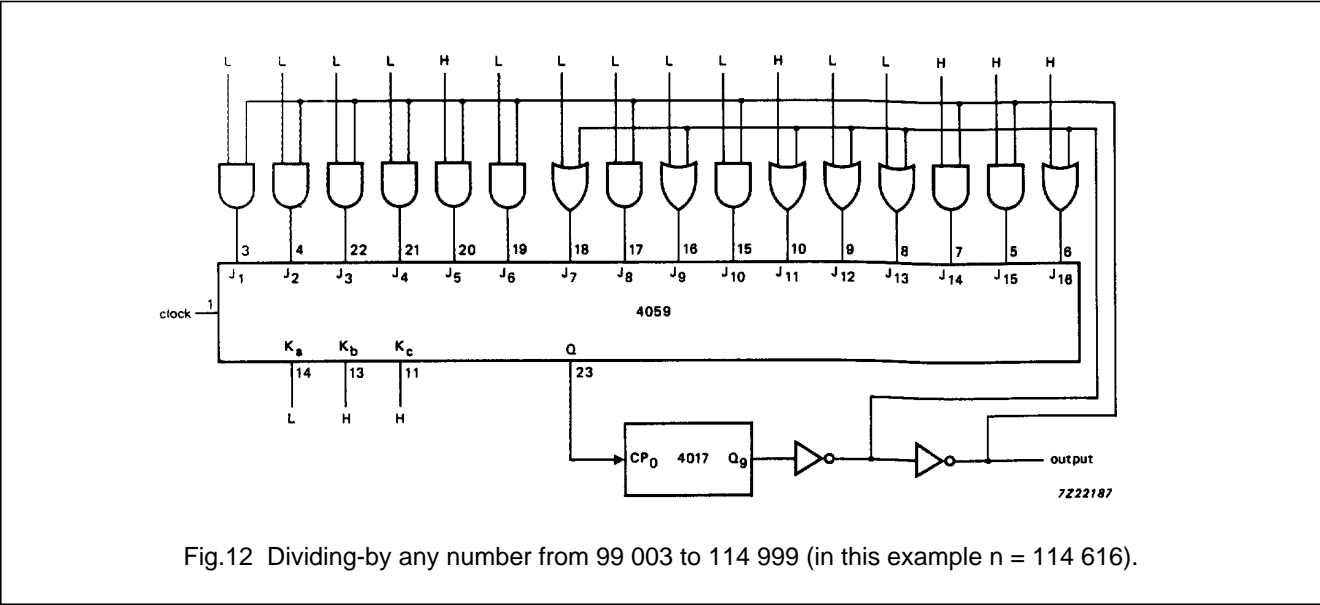 L L L L H L L L L L H L L H H H
3 4 22 21 20 19 18 17 16 15 10 9 8 7 5 6
J1 J2 J3 J4 J5 J6 J7 J8 J9 J10 J11 J12 J13 J14 J15 J16
clock 1
4059
Ka Kb Kc Q
14 13 11 23
L H H
CP0 4017 Q9
output
7Z22187
Fig.12 Dividing-by any number from 99 003 to 114 999 (in this example n = 114 616).